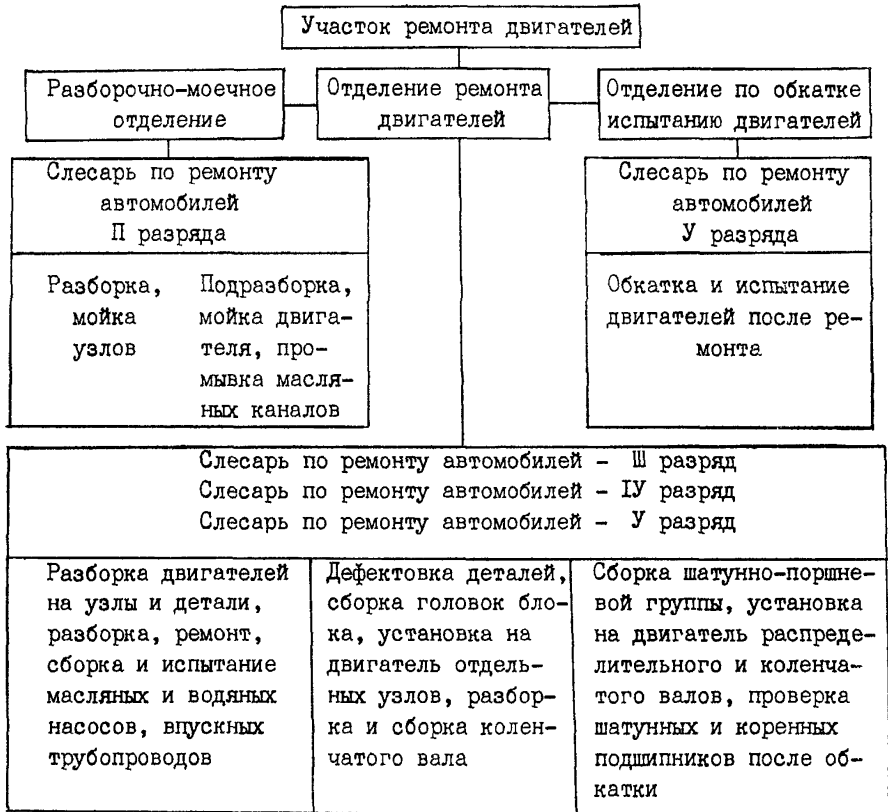 Участок ремонта двигателей
Разборочно-моечное
отделение
Отделение ремонта
двигателей
Отделение по обкатке
испытанию двигателей
Слесарь по ремонту
автомобилей
П разряда
Разборка,
мойка
узлов
Подразборка,
мойка двига-
теля, про-
мывка масля-
ных каналов
Слесарь по ремонту
автомобилей
У разряда
Обкатка и испытание
двигателей после ре-
монта
Слесарь по ремонту автомобилей - Ш разряд
Слесарь по ремонту автомобилей - IУ разряд
Слесарь по ремонту автомобилей - У разряд
Разборка двигателей
на узлы и детали,
разборка, ремонт,
сборка и испытание
масляных и водяных
насосов, впускных
трубопроводов
Дефектовка деталей,
сборка головок бло-
ка, установка на
двигатель отдель-
ных узлов, разбор-
ка и сборка колен-
чатого вала
Сборка шатунно-поршне-
вой группы, установка
на двигатель распреде-
лительного и коленча-
того валов, проверка
шатунных и коренных
подшипников после об-
катки